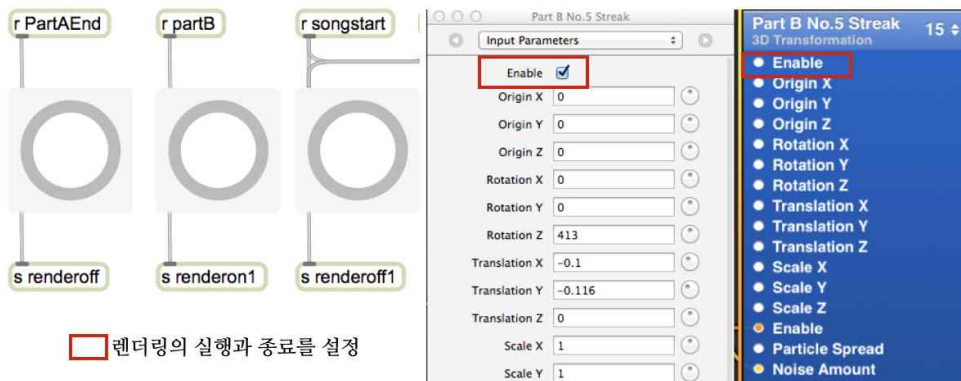 r PartAEnd
r partB
r songstart
s renderoff
s renderon1
s renderoff1
렌더링의 실행과 종료를 설정
Part B No.5 Streak
Input Parameters
Enable
Origin X 0
Origin Y 0
Origin Z 0
Rotation X 0
Rotation Y 0
Rotation Z 413
Translation X -0.1
Translation Y -0.116
Translation Z 0
Scale X 1
Scale Y 1
Part B No.5 Streak 15
3D Transformation
Enable
Origin X
Origin Y
Origin Z
Rotation X
Rotation Y
Rotation Z
Translation X
Translation Y
Translation Z
Scale X
Scale Y
Scale Z
Enable
Particle Spread
Noise Amount